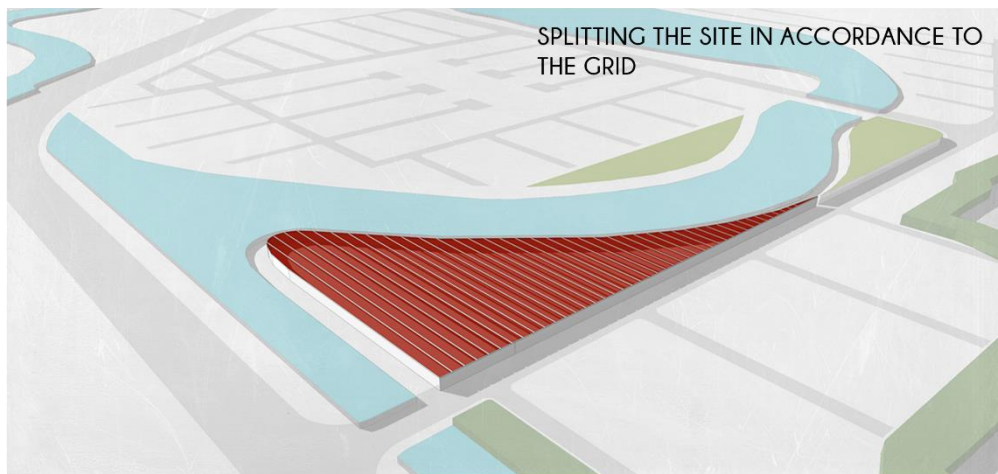 SPLITTING THE SITE IN ACCORDANCE TO
THE GRID